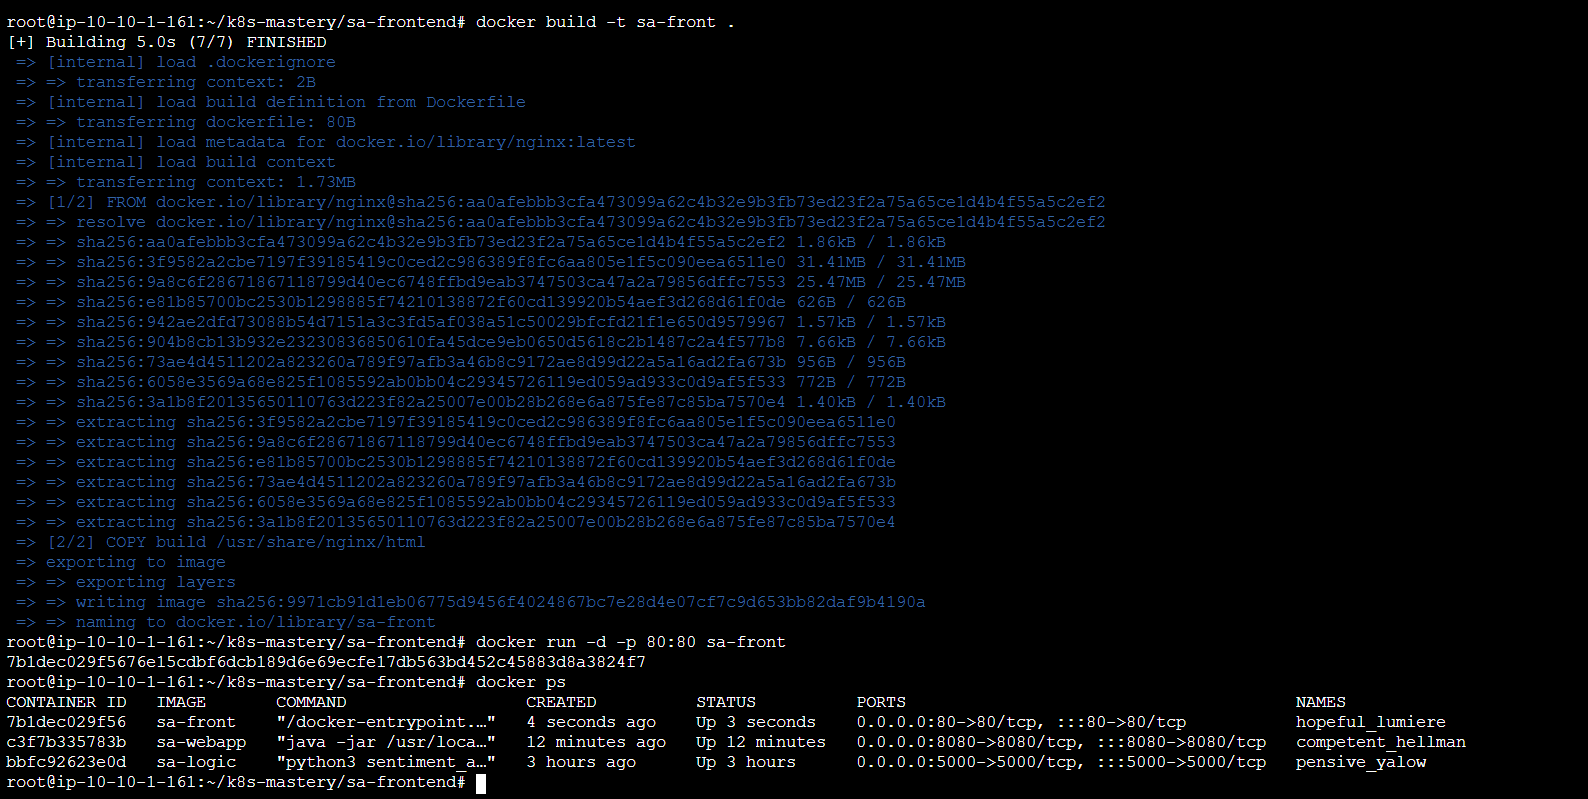 root@ip-10-10-1-161:~/k8s-mastery/sa-frontend# docker build -t sa-front .
[+] Building 5.0s (7/7) FINISHED
=> [internal] load .dockerignore
=> => transferring context: 2B
=> [internal] load build definition from Dockerfile
=> => transferring dockerfile: 80B
=> [internal] load metadata for docker.io/library/nginx:latest
=> [internal] load build context
=> => transferring context: 1.73MB
=> [1/2] FROM docker.io/library/nginx@sha256:aa0afebbb3cfa473099a62c4b32e9b3fb73ed23f2a75a65ce1d4b4f55a5c2ef2
=> => resolve docker.io/library/nginx@sha256:aa0afebbb3cfa473099a62c4b32e9b3fb73ed23f2a75a65ce1d4b4f55a5c2ef2
=> => sha256:aa0afebbb3cfa473099a62c4b32e9b3fb73ed23f2a75a65ce1d4b4f55a5c2ef2 1.86kB / 1.86kB
=> => sha256:3f9582a2cbe7197f39185419c0ced2c986389f8fc6aa805e1f5c090eea6511e0 31.41MB / 31.41MB
=> => sha256:9a8c6f28671867118799d40ec6748ffbd9eab3747503ca47a2a79856dffc7553 25.47MB / 25.47MB
=> => sha256:e81b85700bc2530b1298885f74210138872f60cd139920b54aef3d268d61f0de 626B / 626B
=> => sha256:942ae2dfd73088b54d7151a3c3fd5af038a51c50029bfcfd21f1e650d9579967 1.57kB / 1.57kB
=> => sha256:904b8cb13b932e23230836850610fa45dce9eb0650d5618c2b1487c2a4f577b8 7.66kB / 7.66kB
=> => sha256:73ae4d4511202a823260a789f97afb3a46b8c9172ae8d99d22a5a16ad2fa673b 956B / 956B
=> => sha256:6058e3569a68e825f1085592ab0bb04c29345726119ed059ad933c0d9af5f533 772B / 772B
=> => sha256:3a1b8f20135650110763d223f82a25007e00b28b268e6a875fe87c85ba7570e4 1.40kB / 1.40kB
=> => extracting sha256:3f9582a2cbe7197f39185419c0ced2c986389f8fc6aa805e1f5c090eea6511e0
=> => extracting sha256:9a8c6f28671867118799d40ec6748ffbd9eab3747503ca47a2a79856dffc7553
=> => extracting sha256:e81b85700bc2530b1298885f74210138872f60cd139920b54aef3d268d61f0de
=> => extracting sha256:73ae4d4511202a823260a789f97afb3a46b8c9172ae8d99d22a5a16ad2fa673b
=> => extracting sha256:6058e3569a68e825f1085592ab0bb04c29345726119ed059ad933c0d9af5f533
=> => extracting sha256:3a1b8f20135650110763d223f82a25007e00b28b268e6a875fe87c85ba7570e4
=> [2/2] COPY build /usr/share/nginx/html
=> exporting to image
=> => exporting layers
=> => writing image sha256:9971cb91d1eb06775d9456f4024867bc7e28d4e07cf7c9d653bb82daf9b4190a
=> => naming to docker.io/library/sa-front
root@ip-10-10-1-161:~/k8s-mastery/sa-frontend# docker run -d -p 80:80 sa-front
7b1dec029f5676e15cdbf6dcb189d6e69ecfe17db563bd452c45883d8a3824f7
root@ip-10-10-1-161:~/k8s-mastery/sa-frontend# docker ps
CONTAINER ID IMAGE COMMAND CREATED STATUS PORTS NAMES
7b1dec029f56 sa-front "/docker-entrypoint.…" 4 seconds ago Up 3 seconds 0.0.0.0:80->80/tcp, :::80->80/tcp hopeful_lumiere
c3f7b335783b sa-webapp "java -jar /usr/loca…" 12 minutes ago Up 12 minutes 0.0.0.0:8080->8080/tcp, :::8080->8080/tcp competent_hellman
bbfc92623e0d sa-logic "python3 sentiment_a…" 3 hours ago Up 3 hours 0.0.0.0:5000->5000/tcp, :::5000->5000/tcp pensive_yalow
root@ip-10-10-1-161:~/k8s-mastery/sa-frontend#